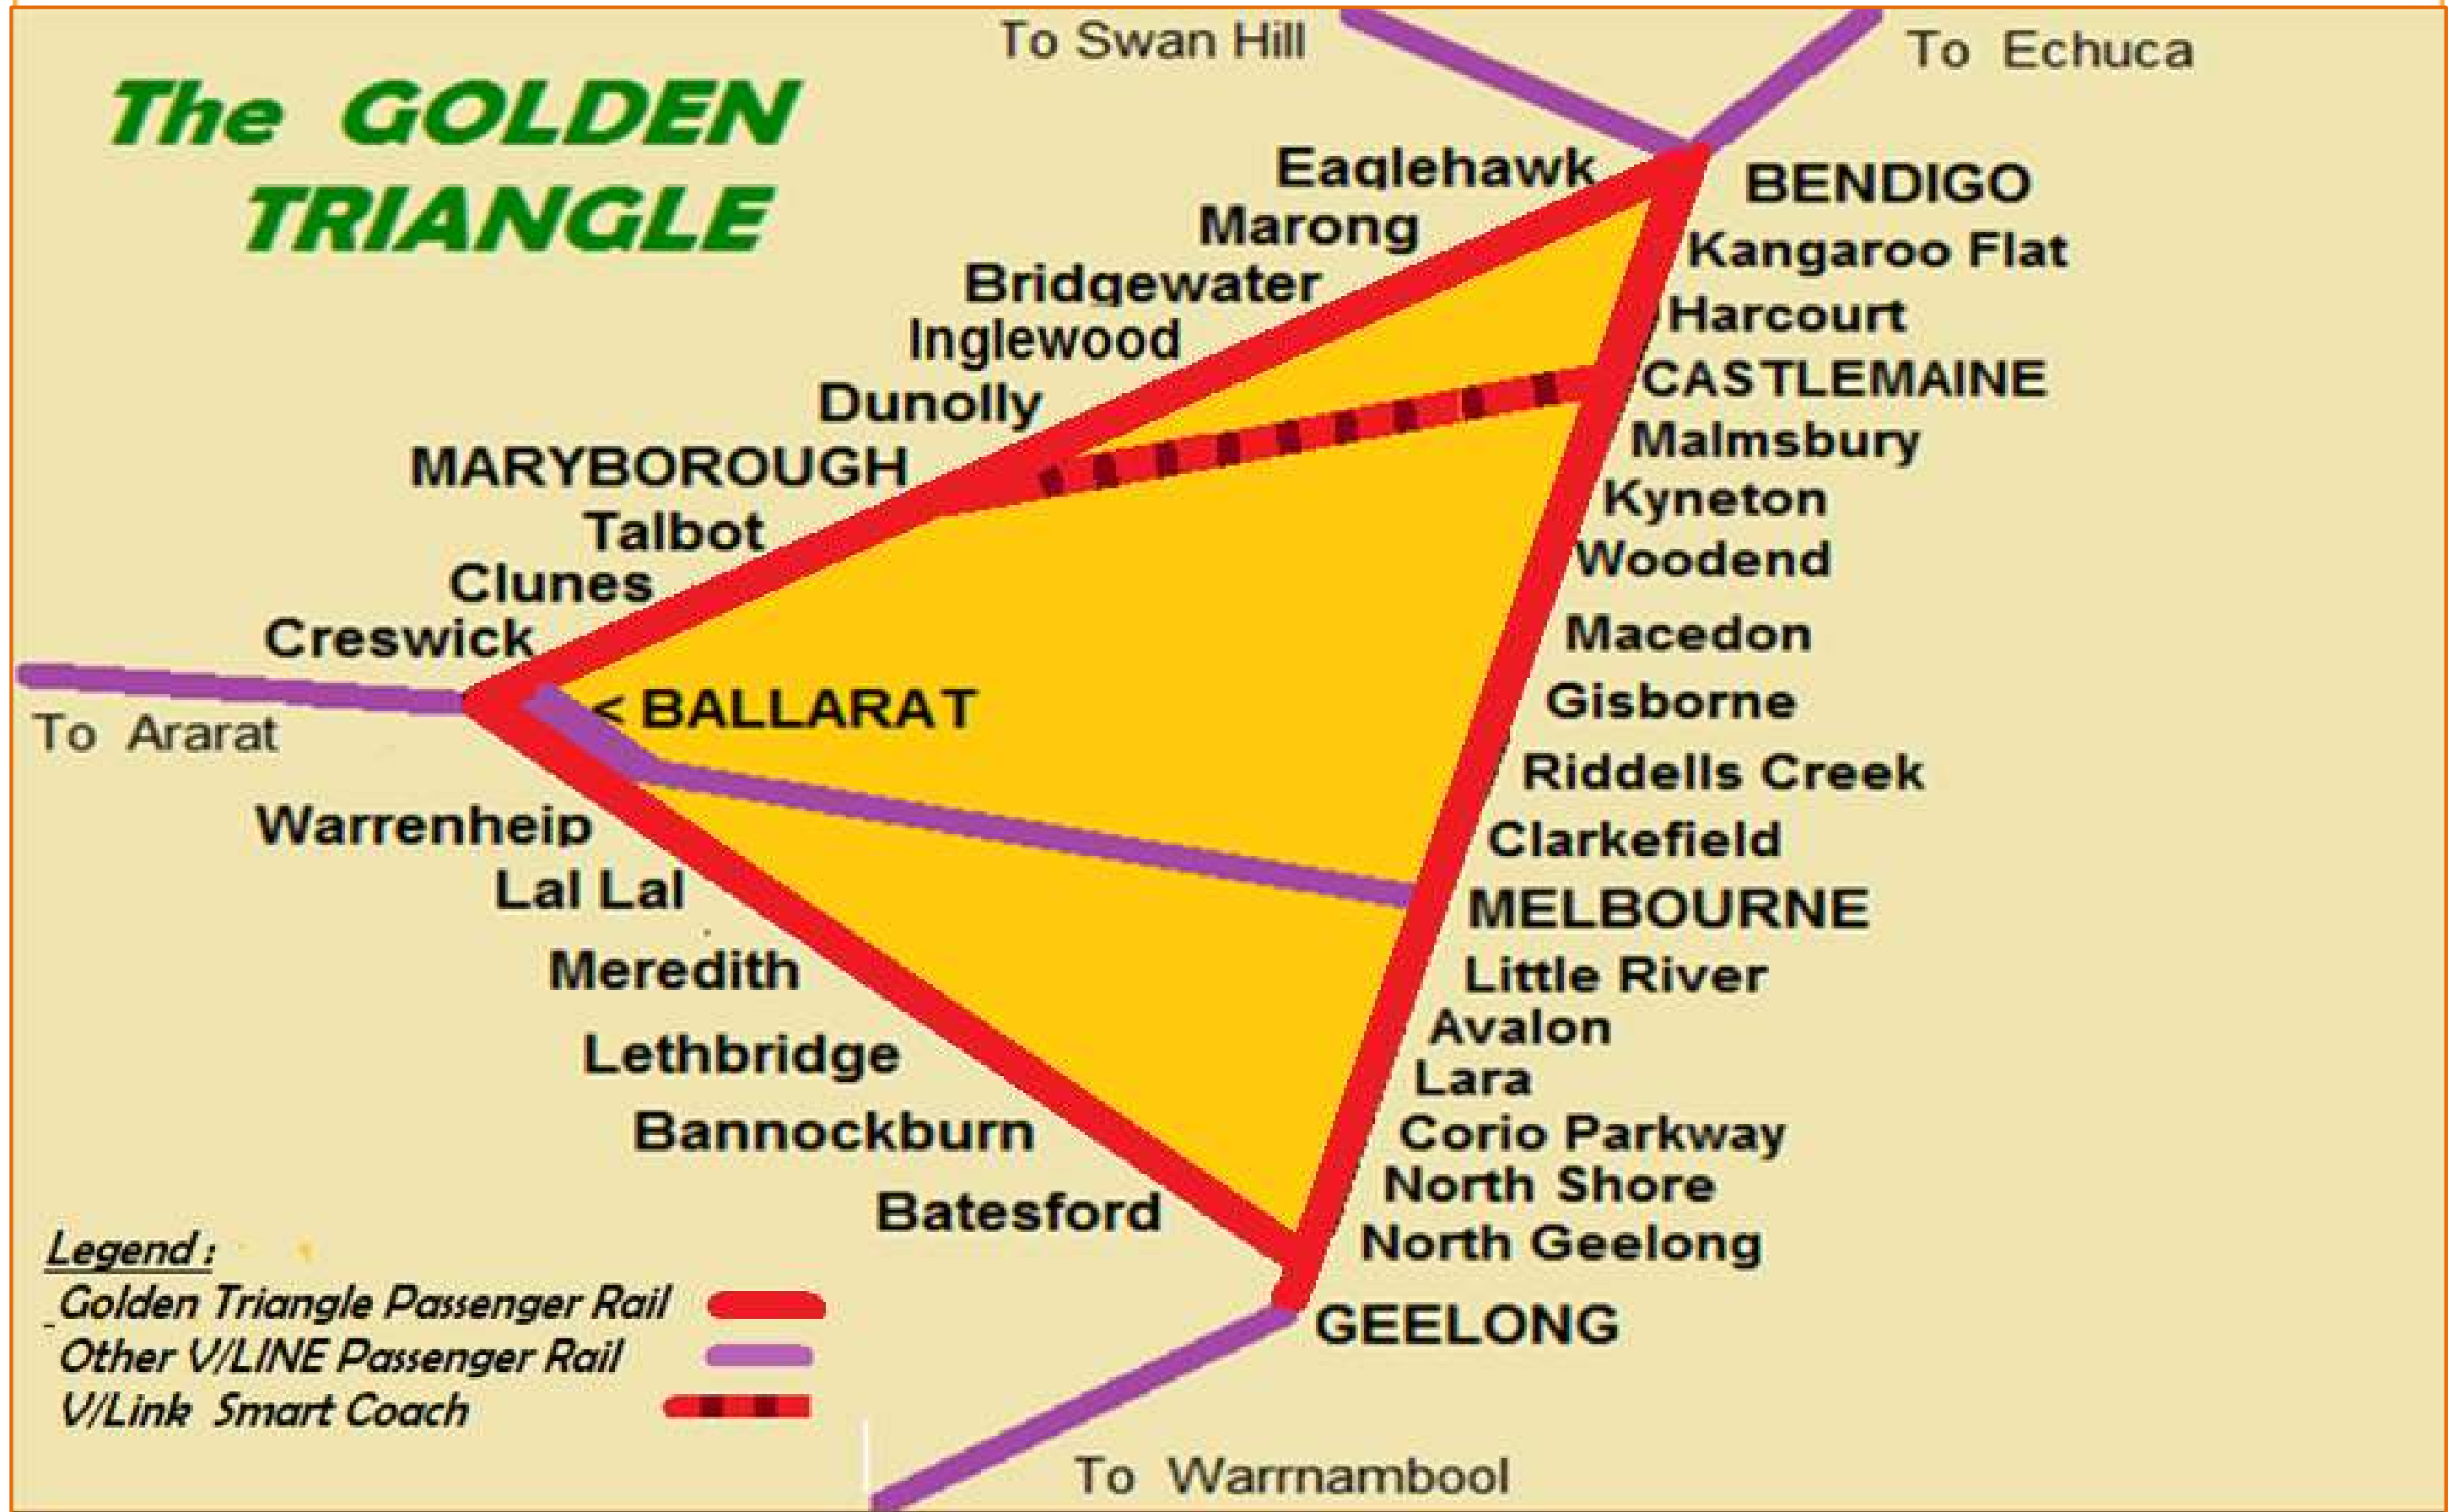 To Swan Hill
To Echuca
The GOLDEN
TRIANGLE
Eaglehawk
Marong
Bridgewater
Inglewood
Dunolly
MARYBOROUGH
Talbot
Clunes
Creswick
To Ararat
< BALLARAT
Warrenheip
Lal Lal
Meredith
Lethbridge
Bannockburn
Batesford
BENDIGO
Kangaroo Flat
Harcourt
CASTLEMAINE
Malmsbury
Kyneton
Woodend
Macedon
Gisborne
Riddells Creek
Clarkefield
MELBOURNE
Little River
Avalon
Lara
Corio Parkway
North Shore
North Geelong
GEELONG
To Warrnambool
Legend :
Golden Triangle Passenger Rail
Other V/LINE Passenger Rail
V/Link Smart Coach